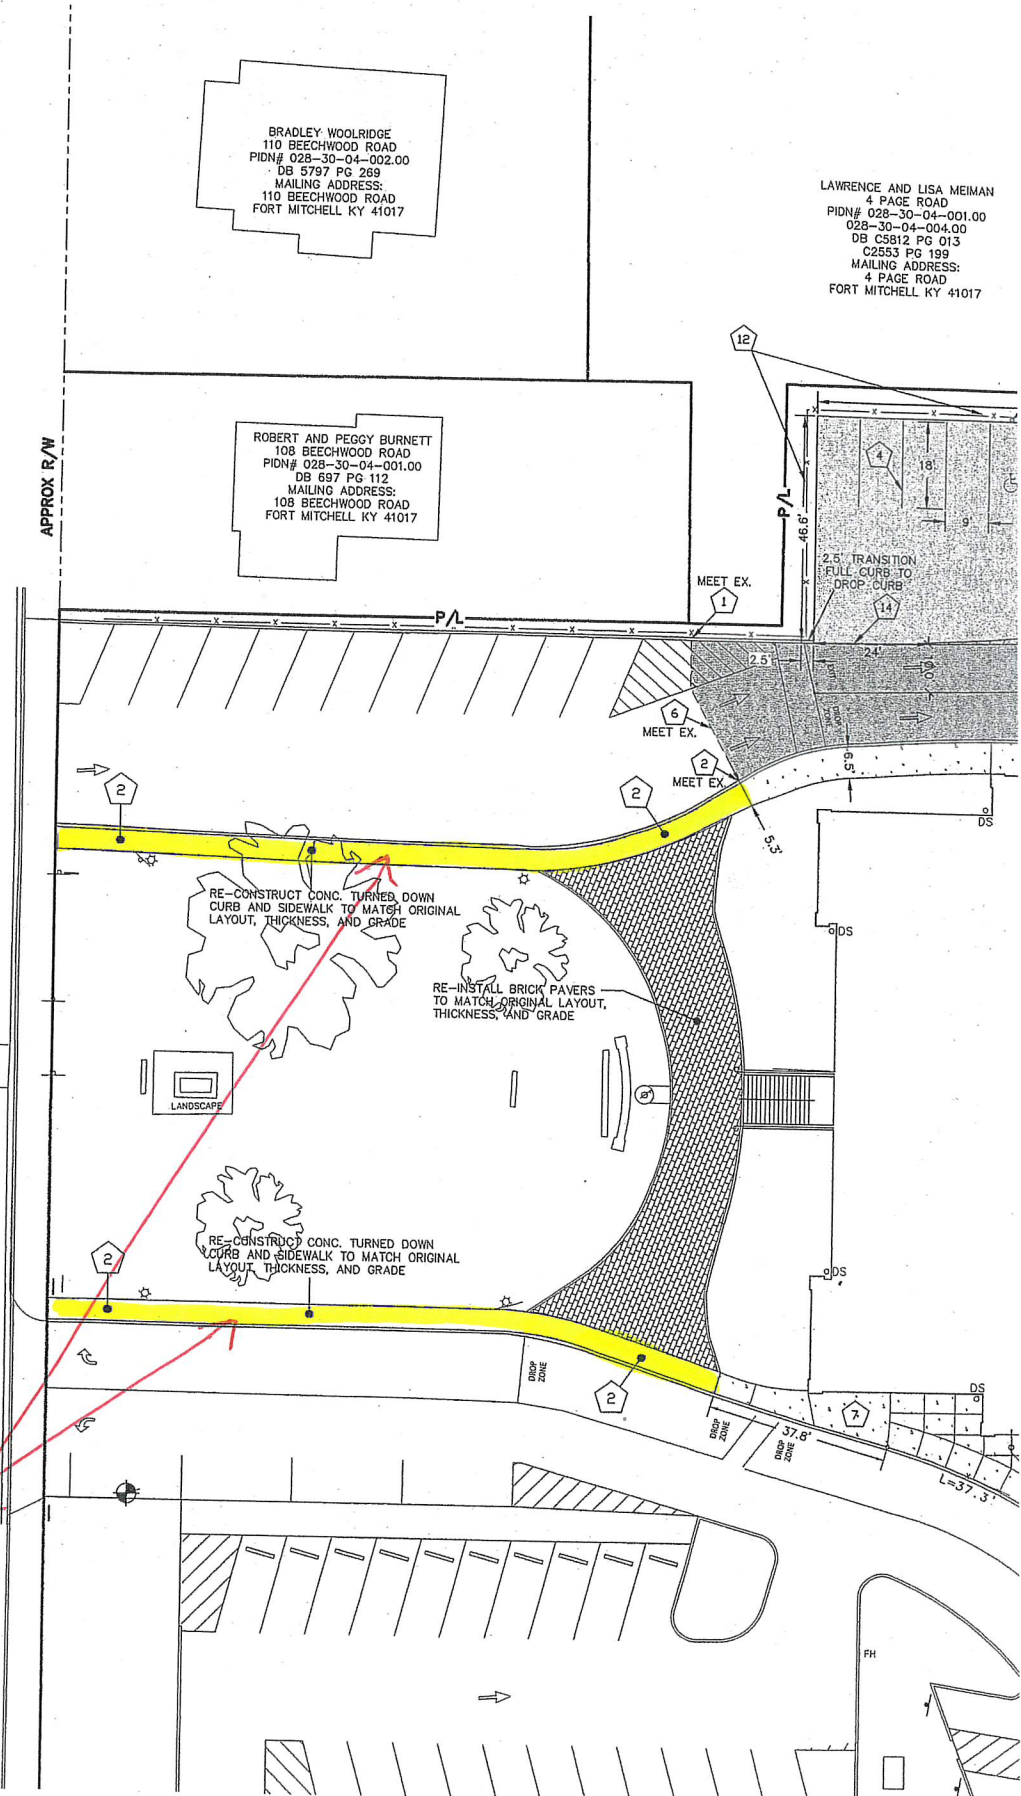 BRADLEY WOOLRIDGE
110 BEECHWOOD ROAD
PIDN# 028-30-04-002.00
DB 5797 PG 269
MAILING ADDRESS:
110 BEECHWOOD ROAD
FORT MITCHELL KY 41017
LAWRENCE AND LISA MEIMAN
4 PAGE ROAD
PIDN# 028-30-04-001.00
028-30-04-004.00
DB C5812 PG 013
C2553 PG 199
MAILING ADDRESS:
4 PAGE ROAD
FORT MITCHELL KY 41017
12
APPROX R/W
ROBERT AND PEGGY BURNETT
108 BEECHWOOD ROAD
PIDN# 028-30-04-001.00
DB 697 PG 112
MAILING ADDRESS:
108 BEECHWOOD ROAD
FORT MITCHELL KY 41017
P/L
46.6'
4
18'
9'
2.5' TRANSITION
FULL CURB TO
DROP CURB
14
MEET EX.
1
P/L
2.5'
24'
DROP
ZONE
6
MEET EX.
2
MEET EX.
6.5'
5.3'
2
2
DS
RE-CONSTRUCT CONC. TURNED DOWN
CURB AND SIDEWALK TO MATCH ORIGINAL
LAYOUT, THICKNESS, AND GRADE
DS
RE-INSTALL BRICK PAVERS
TO MATCH ORIGINAL LAYOUT,
THICKNESS, AND GRADE
LANDSCAPE
RE-CONSTRUCT CONC. TURNED DOWN
CURB AND SIDEWALK TO MATCH ORIGINAL
LAYOUT, THICKNESS, AND GRADE
2
DS
DROP
ZONE
2
DS
7
37.8'
DROP
ZONE
DROP
ZONE
L=37.3'
FH